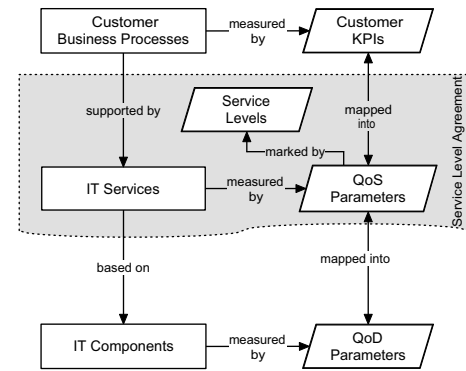 Customer
Business Processes
measured
by
Customer
KPIs
supported by
Service
Levels
mapped
into
Service Level Agreement
marked by
IT Services
measured
by
QoS
Parameters
based on
mapped into
IT Components
measured
by
QoD
Parameters